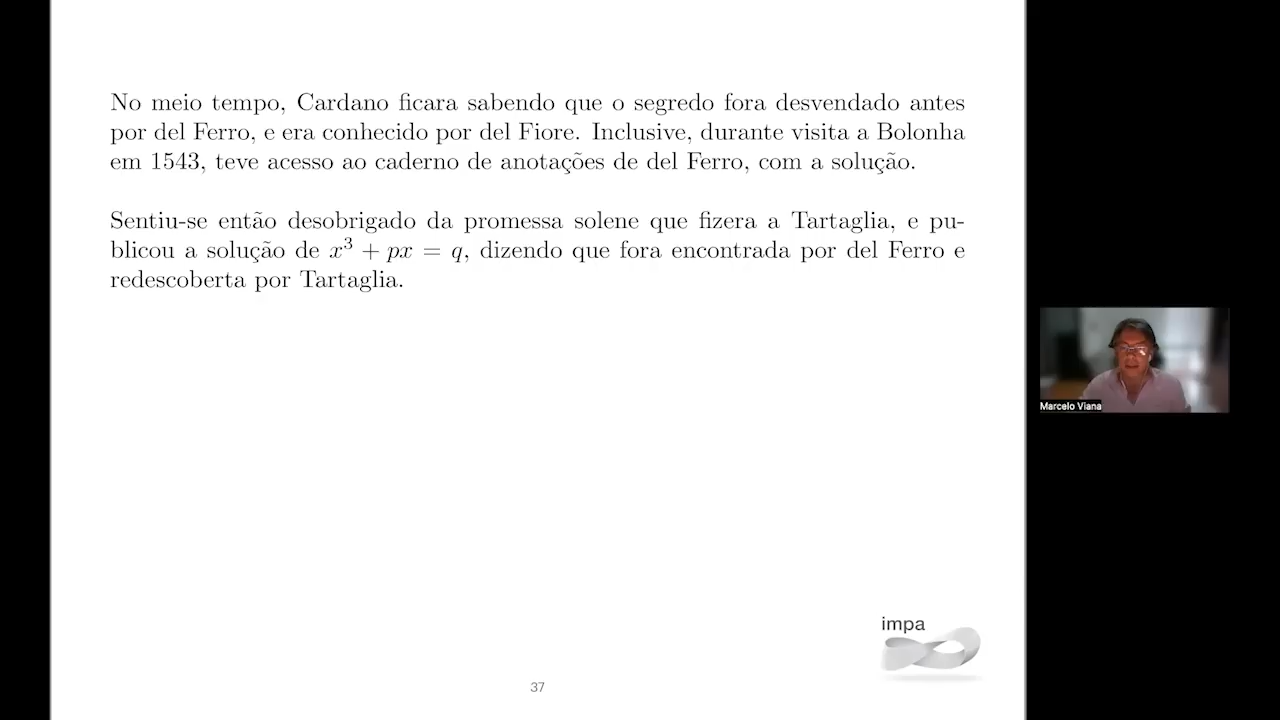 No meio tempo, Cardano ficara sabendo que o segredo fora desvendado antes
por del Ferro, e era conhecido por del Fiore. Inclusive, durante visita a Bolonha
em 1543, teve acesso ao caderno de anotações de del Ferro, com a solução.
Sentiu-se então desobrigado da promessa solene que fizera a Tartaglia, e pu-
blicou a solução de x³ + px = q, dizendo que fora encontrada por del Ferro e
redescoberta por Tartaglia.
Marcelo Viana
impa
37